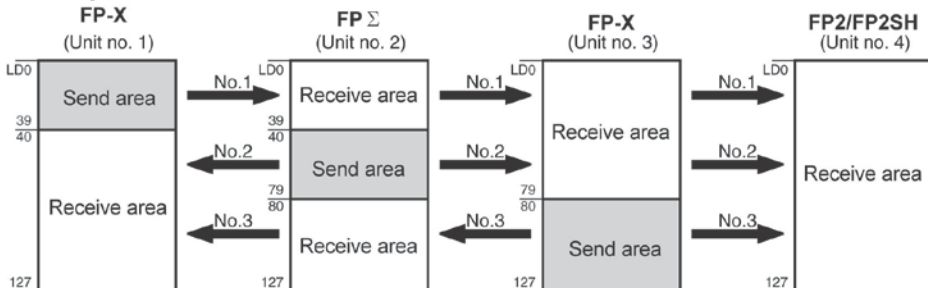 FP-X FP Σ FP-X FP2/FP2SH
(Unit no. 1) (Unit no. 2) (Unit no. 3) (Unit no. 4)
LD0 LD0 LD0 LD0
Send area No.1 Receive area No.1 No.1
39 39
40 40 Receive area
No.2 Send area No.2 No.2 Receive area
Receive area 79 79
80 80
No.3 Receive area No.3 Send area No.3
127 127 127 127